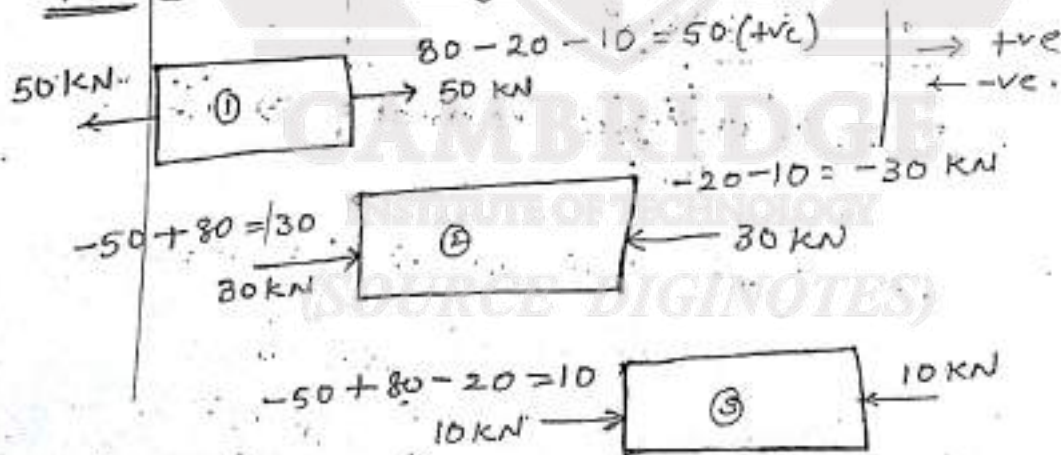 80 - 20 - 10 = 50 (+ve)
→ +ve
50 KN
①
→ 50 KN
← -ve.
CAMBRIDGE
-20-10 = -30 KN
INSTITUTE OF TECHNOLOGY
-50 + 80 = 30
②
30 KN
30 KN
(SOURCE DIGINOTES)
-50 + 80 - 20 = 10
③
10 KN
10 KN